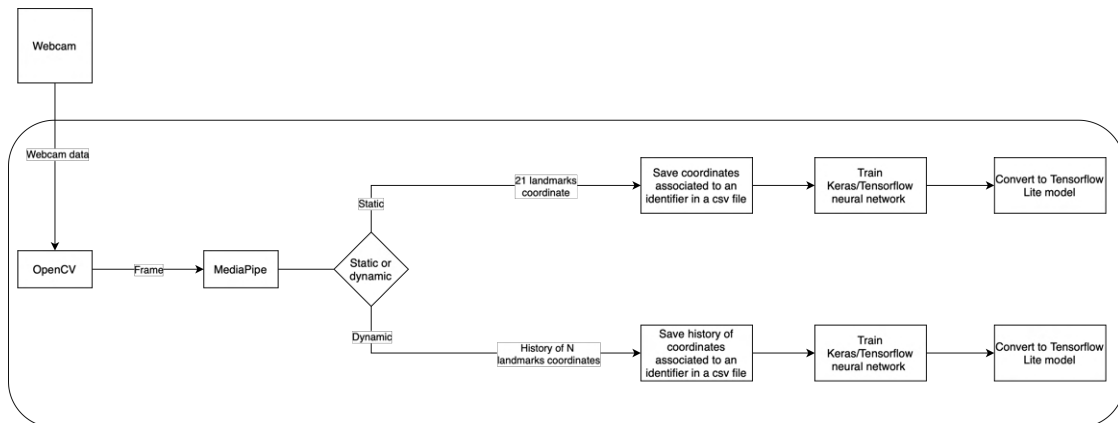 Webcam
Webcam data
OpenCV
Frame
MediaPipe
Static or
dynamic
Static
21 landmarks
coordinate
Save coordinates
associated to an
identifier in a csv file
Train
Keras/Tensorflow
neural network
Convert to Tensorflow
Lite model
Dynamic
History of N
landmarks coordinates
Save history of
coordinates
associated to an
identifier in a csv file
Train
Keras/Tensorflow
neural network
Convert to Tensorflow
Lite model